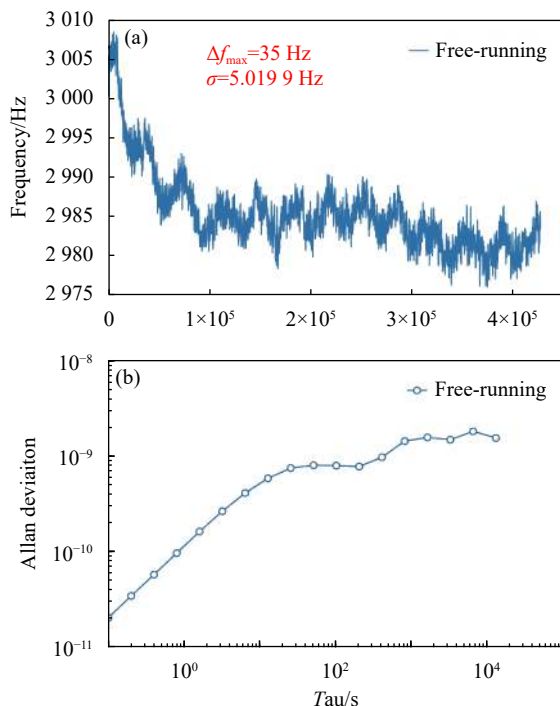 (a)
Δf_max=35 Hz
σ=5.019 9 Hz
Free-running
Frequency/Hz
3 010
3 005
3 000
2 995
2 990
2 985
2 980
2 975
0
1×10⁵
2×10⁵
3×10⁵
4×10⁵
(b)
Free-running
Allan deviaiton
10⁻⁸
10⁻⁹
10⁻¹⁰
10⁻¹¹
10⁰
10²
10⁴
Tau/s